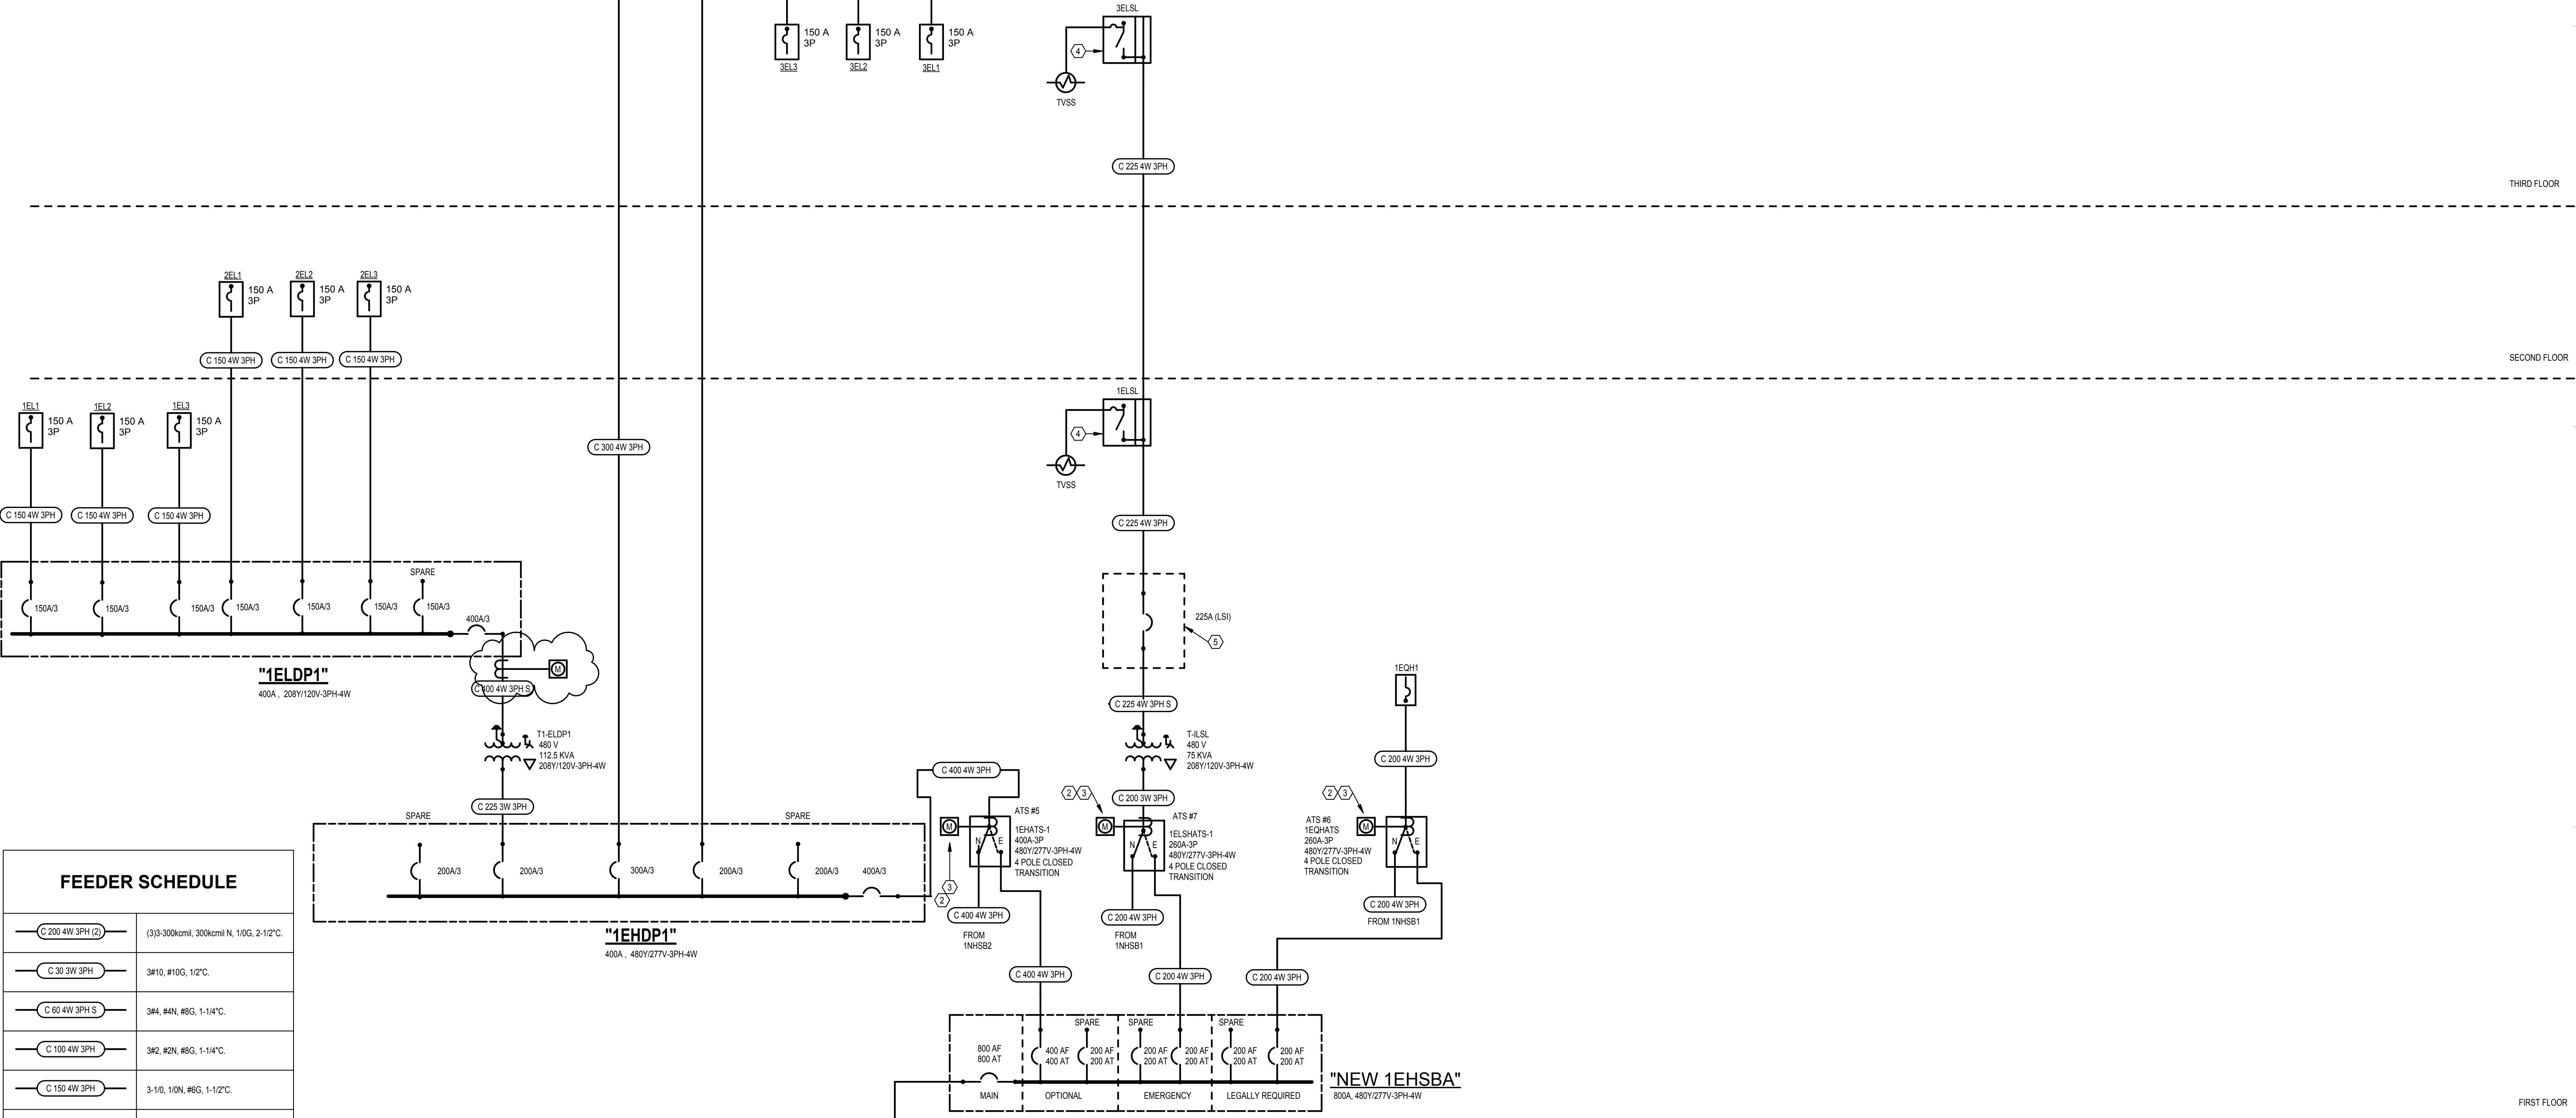 3ELSL
150 A
3P
3EL3
150 A
3P
3EL2
150 A
3P
3EL1
4
TVSS
C 225 4W 3PH
THIRD FLOOR
2EL1
150 A
3P
2EL2
150 A
3P
2EL3
150 A
3P
C 150 4W 3PH
C 150 4W 3PH
C 150 4W 3PH
SECOND FLOOR
1EL1
150 A
3P
1EL2
150 A
3P
1EL3
150 A
3P
1ELSL
4
TVSS
C 300 4W 3PH
C 150 4W 3PH
C 150 4W 3PH
C 150 4W 3PH
C 225 4W 3PH
SPARE
150A/3
150A/3
150A/3
150A/3
150A/3
150A/3
150A/3
400A/3
225A (LSI)
5
"1ELDP1"
400A , 208Y/120V-3PH-4W
M
C 400 4W 3PH S
C 225 4W 3PH S
1EQH1
T1-ELDP1
480 V
112.5 KVA
208Y/120V-3PH-4W
T-ILSL
480 V
75 KVA
208Y/120V-3PH-4W
C 200 4W 3PH
C 225 3W 3PH
C 400 4W 3PH
2
3
C 200 3W 3PH
2
3
SPARE
SPARE
200A/3
200A/3
300A/3
200A/3
200A/3
400A/3
"1EHDP1"
400A , 480Y/277V-3PH-4W
M
N
E
ATS #5
1EHATS-1
400A-3P
480Y/277V-3PH-4W
4 POLE CLOSED
TRANSITION
3
2
C 400 4W 3PH
FROM
1NHSB2
M
N
E
ATS #7
1ELSHATS-1
260A-3P
480Y/277V-3PH-4W
4 POLE CLOSED
TRANSITION
C 200 4W 3PH
FROM
1NHSB1
ATS #6
1EQHATS
260A-3P
480Y/277V-3PH-4W
4 POLE CLOSED
TRANSITION
M
N
E
C 200 4W 3PH
FROM 1NHSB1
C 400 4W 3PH
C 200 4W 3PH
C 200 4W 3PH
FEEDER SCHEDULE
C 200 4W 3PH (2)
(3)3-300kcmil, 300kcmil N, 1/0G, 2-1/2"C.
C 30 3W 3PH
3#10, #10G, 1/2"C.
C 60 4W 3PH S
3#4, #4N, #8G, 1-1/4"C.
C 100 4W 3PH
3#2, #2N, #8G, 1-1/4"C.
C 150 4W 3PH
3-1/0, 1/0N, #6G, 1-1/2"C.
SPARE
SPARE
SPARE
800 AF
800 AT
400 AF
400 AT
200 AF
200 AT
200 AF
200 AT
200 AF
200 AT
200 AF
200 AT
200 AF
200 AT
MAIN
OPTIONAL
EMERGENCY
LEGALLY REQUIRED
"NEW 1EHSBA"
800A, 480Y/277V-3PH-4W
FIRST FLOOR